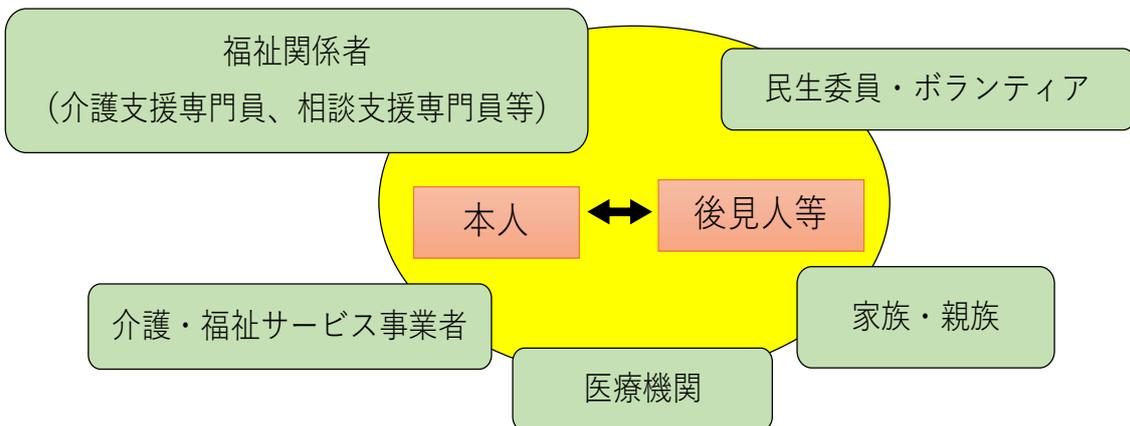 福祉関係者
（介護支援専門員、相談支援専門員等）
民生委員・ボランティア
本人
後見人等
介護・福祉サービス事業者
家族・親族
医療機関